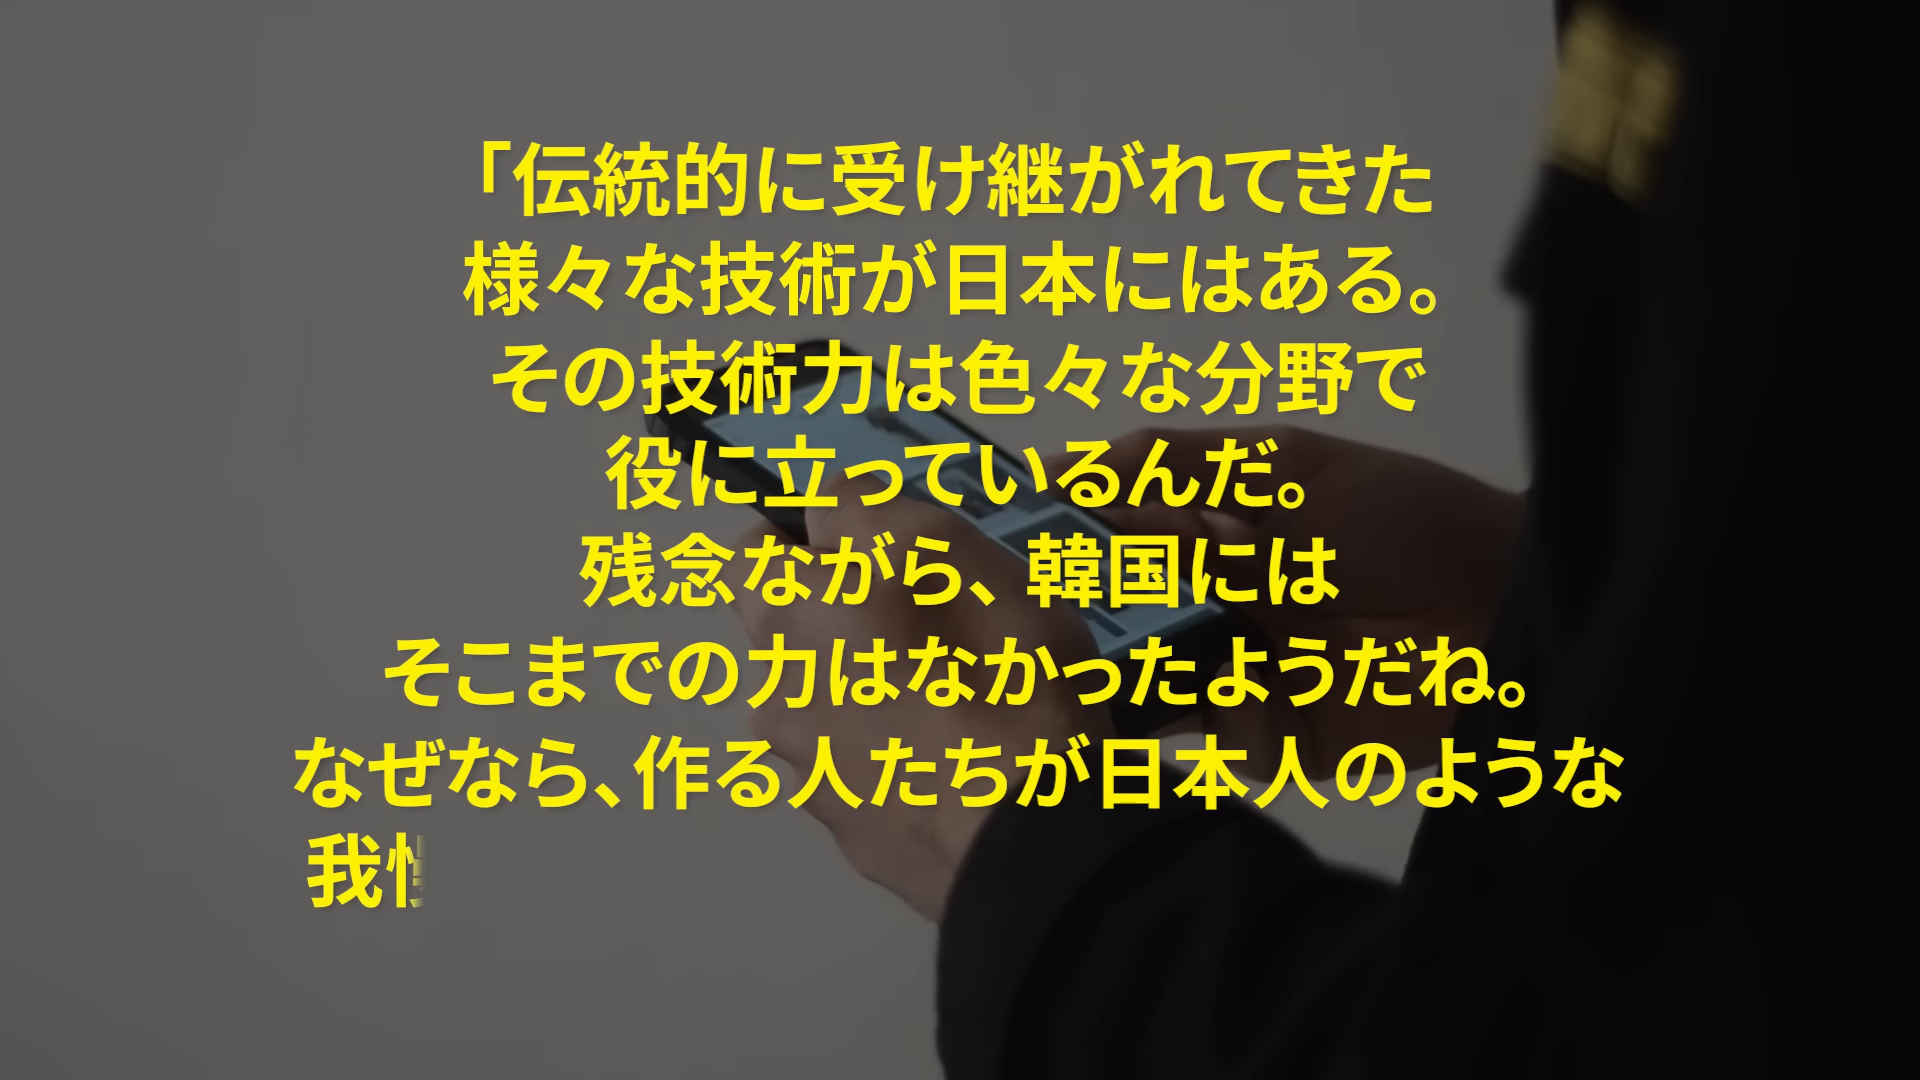 「伝統的に受け継がれてきた
様々な技術が日本にはある。
その技術力は色々な分野で
役に立っているんだ。
残念ながら、韓国には
そこまでの力はなかったようだね。
なぜなら、作る人たちが日本人のような
我